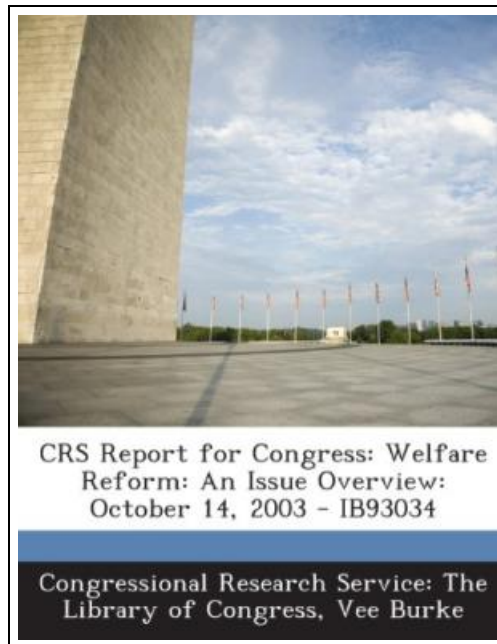 CRS Report for Congress: Welfare
Reform: An Issue Overview:
October 14, 2003 - IB93034
Congressional Research Service: The
Library of Congress, Vee Burke